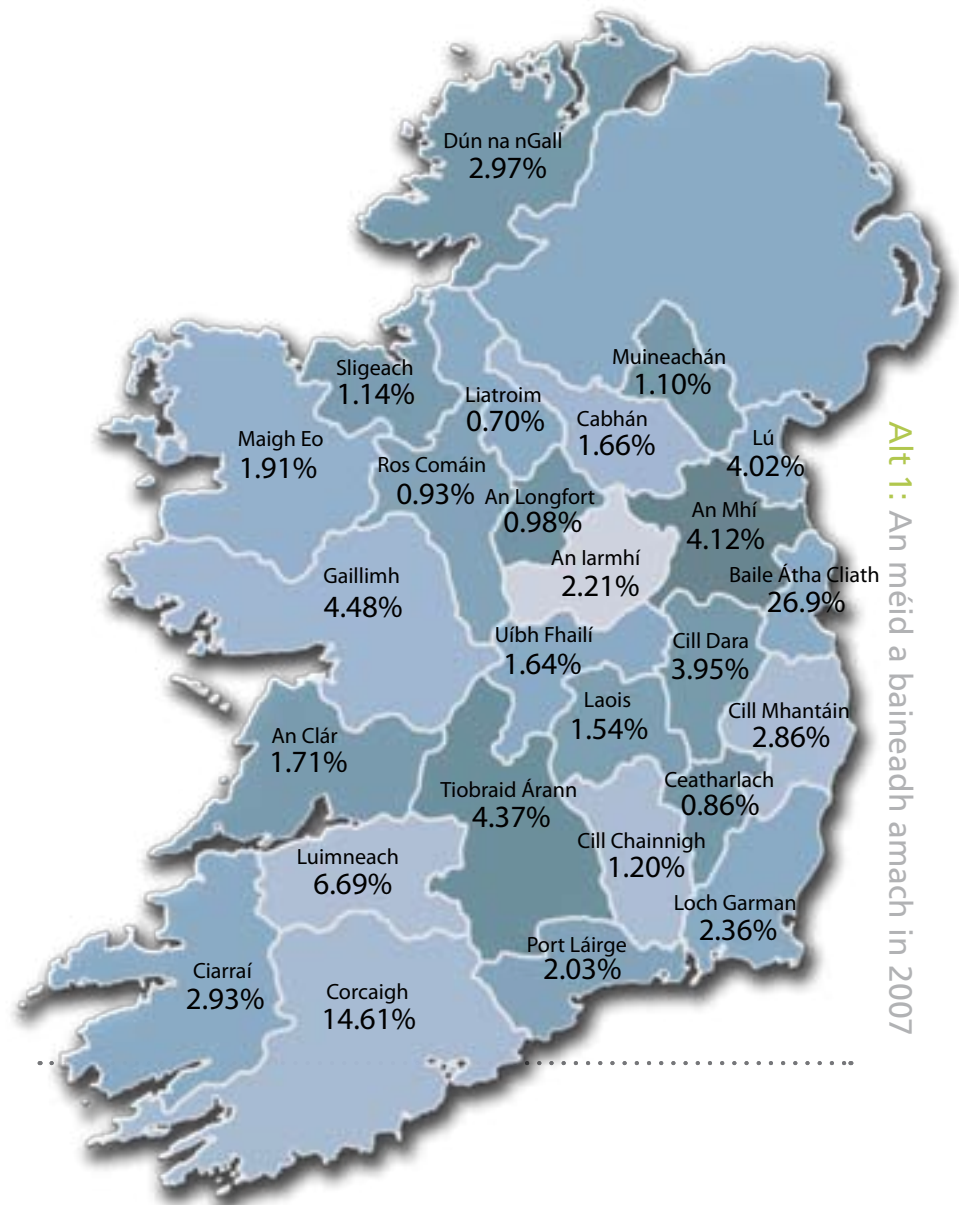 Dún na nGall
2.97%
Muineachán
1.10%
Sligeach
1.14%
Liatroim
0.70%
Cabhán
1.66%
Lú
4.02%
Maigh Eo
1.91%
Ros Comáin
0.93%
An Longfort
0.98%
An Mhí
4.12%
An Iarmhí
2.21%
Baile Átha Cliath
26.9%
Gaillimh
4.48%
Uíbh Fhailí
1.64%
Cill Dara
3.95%
Laois
1.54%
Cill Mhantáin
2.86%
An Clár
1.71%
Tiobraid Árann
4.37%
Ceatharlach
0.86%
Cill Chainnigh
1.20%
Luimneach
6.69%
Loch Garman
2.36%
Port Láirge
2.03%
Ciarraí
2.93%
Corcaigh
14.61%
Alt 1: An méid a baineadh amach in 2007